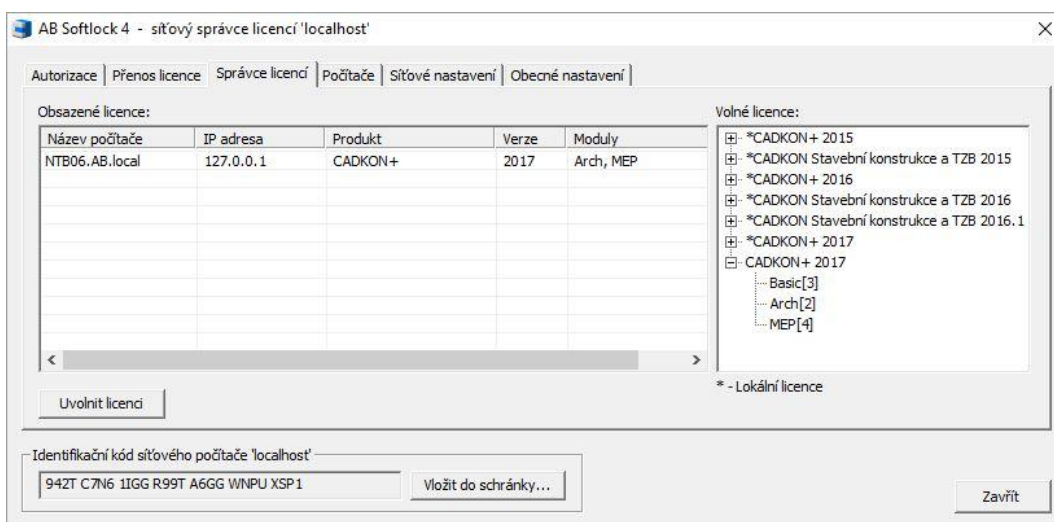 AB Softlock 4 - síťový správce licencí 'localhost'
Autorizace Přenos licence Správce licencí Počítače Síťové nastavení Obecné nastavení
Obsazené licence:
Název počítače IP adresa Produkt Verze Moduly
NTB06.AB.local 127.0.0.1 CADKON+ 2017 Arch, MEP
Uvolnit licenci
Volné licence:
*CADKON+ 2015
*CADKON Stavební konstrukce a TZB 2015
*CADKON+ 2016
*CADKON Stavební konstrukce a TZB 2016
*CADKON Stavební konstrukce a TZB 2016.1
*CADKON+ 2017
CADKON+ 2017
Basic[3]
Arch[2]
MEP[4]
* - Lokální licence
Identifikační kód síťového počítače 'localhost'
942T C7N6 1IGG R99T A6GG WNPU XSP1
Vložit do schránky...
Zavřít